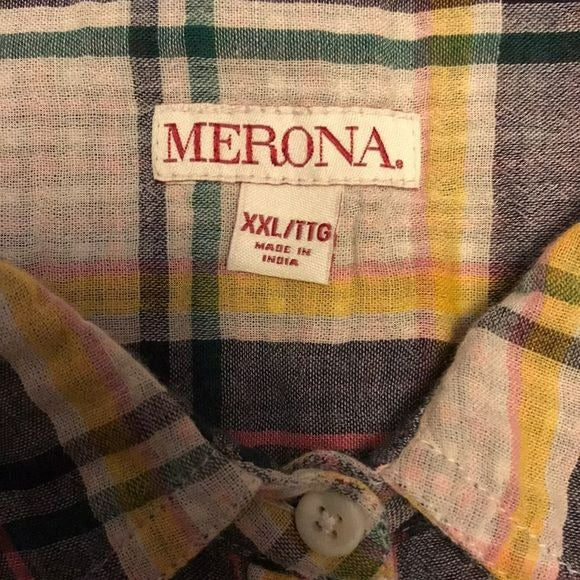 MERONA.
XXL/TTG
MADE IN
INDIA